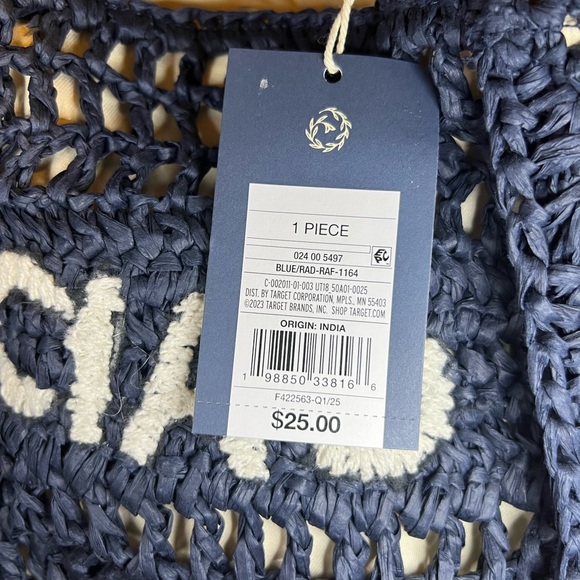 1 PIECE
024 00 5497
BLUE/RAD-RAF-1164
C-002011-01-003 UT18 50A01-0025
DIST. BY TARGET CORPORATION, MPLS., MN 55403
©2023 TARGET BRANDS, INC. SHOP TARGET.COM
ORIGIN: INDIA
1 98850 33816 6
F422563-Q1/25
$25.00
CIA